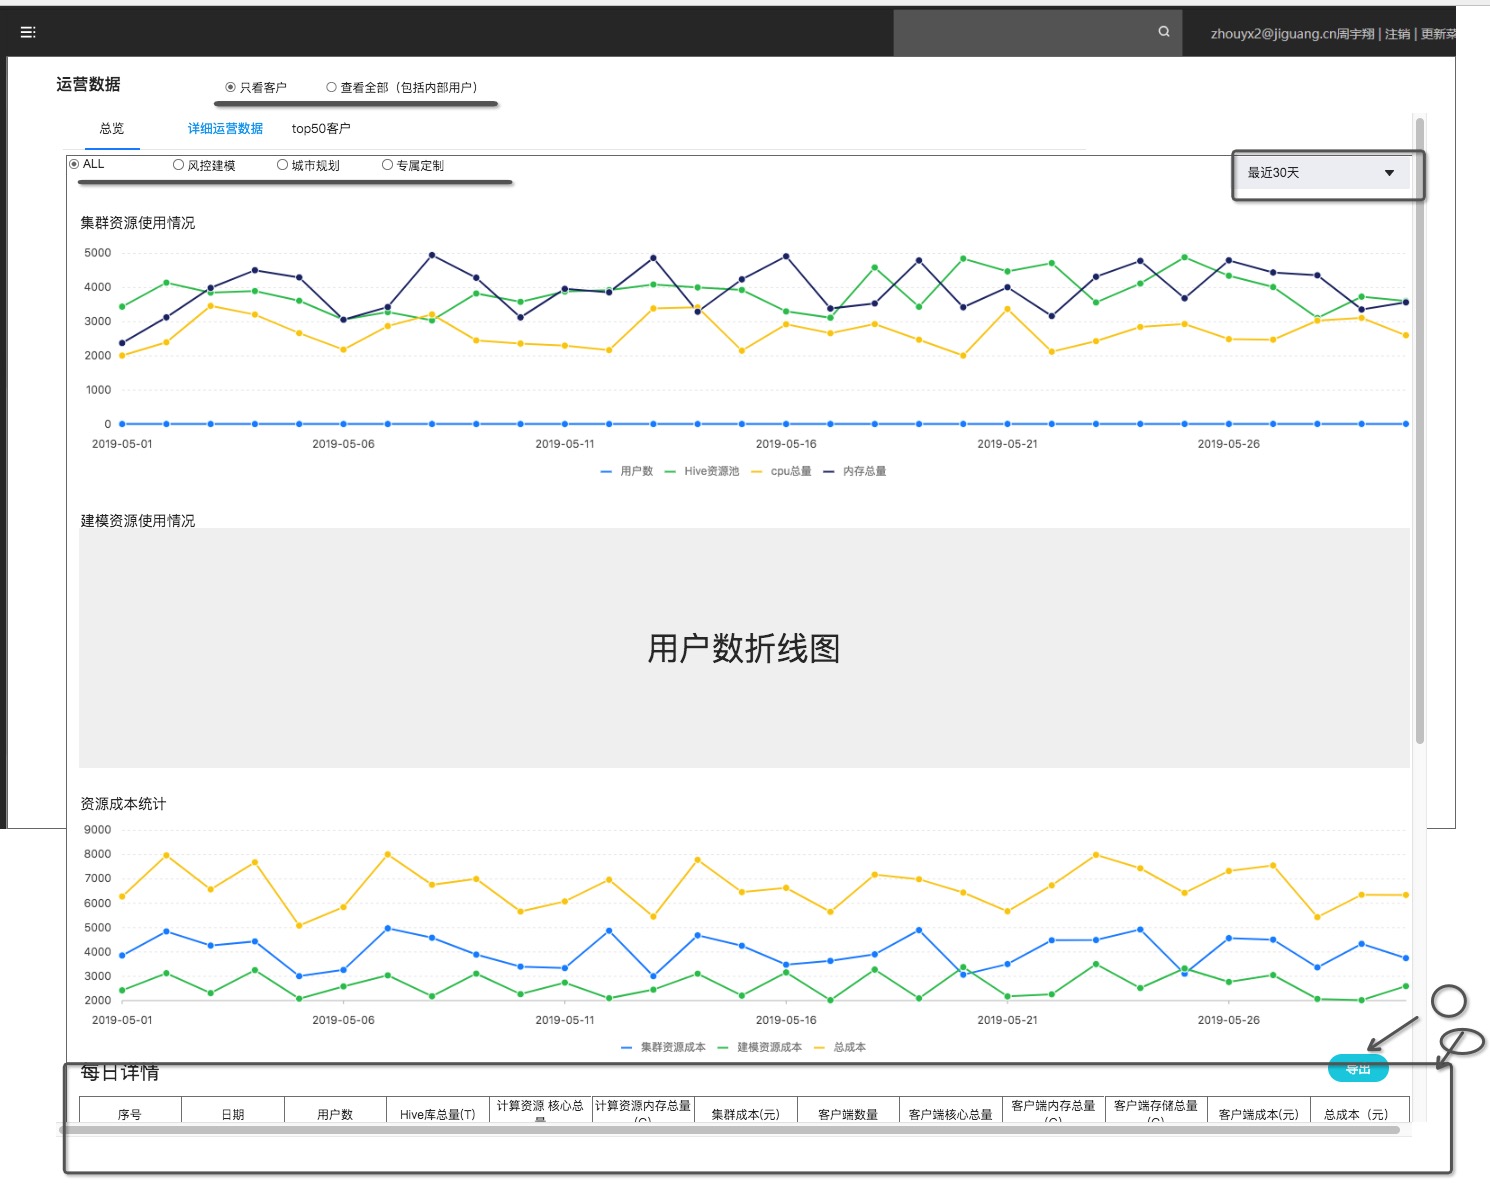 zhouyx2@jiguang.cn周宇翔 | 注销 | 更新菜
运营数据
只看客户 查看全部（包括内部用户）
总览 详细运营数据 top50客户
ALL 风控建模 城市规划 专属定制
最近30天
集群资源使用情况
5000
4000
3000
2000
1000
0
2019-05-01 2019-05-06 2019-05-11 2019-05-16 2019-05-21 2019-05-26
用户数 Hive资源池 cpu总量 内存总量
建模资源使用情况
用户数折线图
资源成本统计
9000
8000
7000
6000
5000
4000
3000
2000
2019-05-01 2019-05-06 2019-05-11 2019-05-16 2019-05-21 2019-05-26
集群资源成本 建模资源成本 总成本
每日详情 导出
序号 日期 用户数 Hive库总量(T) 计算资源 核心总量 计算资源内存总量(G) 集群成本(元) 客户端数量 客户端核心总量 客户端内存总量(G) 客户端存储总量(G) 客户端成本(元) 总成本（元）